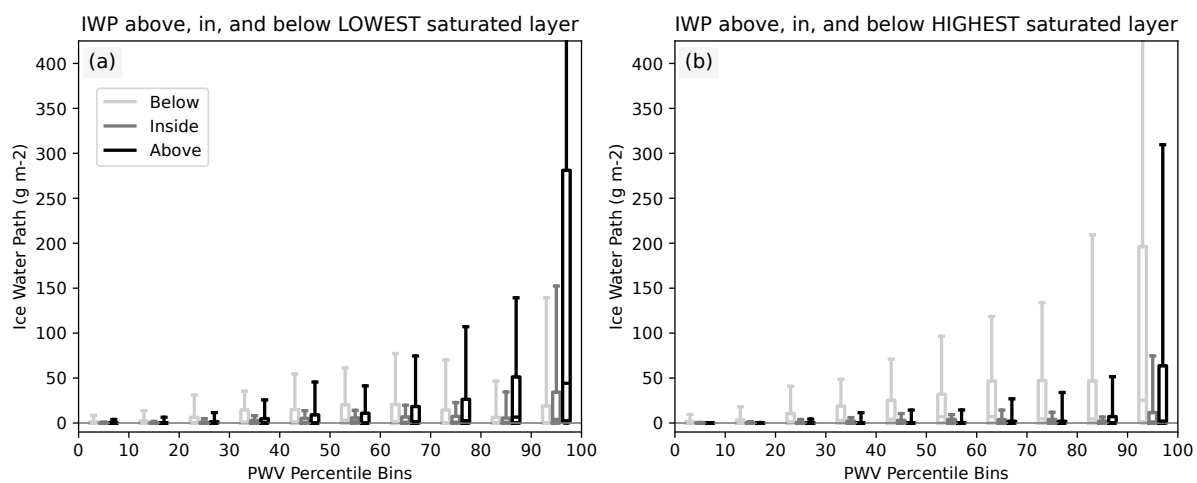 IWP above, in, and below LOWEST saturated layer
(a)
Below
Inside
Above
Ice Water Path (g m-2)
400
350
300
250
200
150
100
50
0
0 10 20 30 40 50 60 70 80 90 100
PWV Percentile Bins
IWP above, in, and below HIGHEST saturated layer
(b)
Ice Water Path (g m-2)
400
350
300
250
200
150
100
50
0
0 10 20 30 40 50 60 70 80 90 100
PWV Percentile Bins